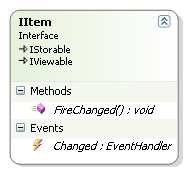 IItem
Interface
IStorable
IViewable
Methods
FireChanged() : void
Events
Changed : EventHandler